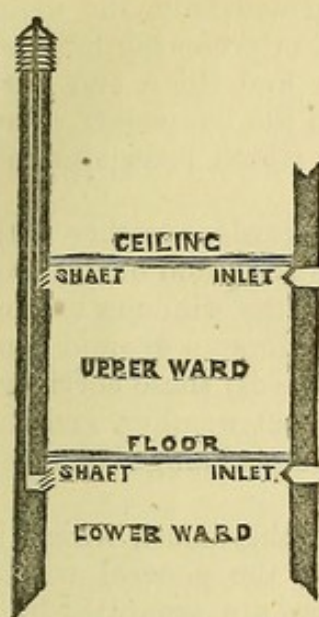 CEILING
SHAFT INLET
UPPER WARD
FLOOR
SHAFT INLET
LOWER WARD